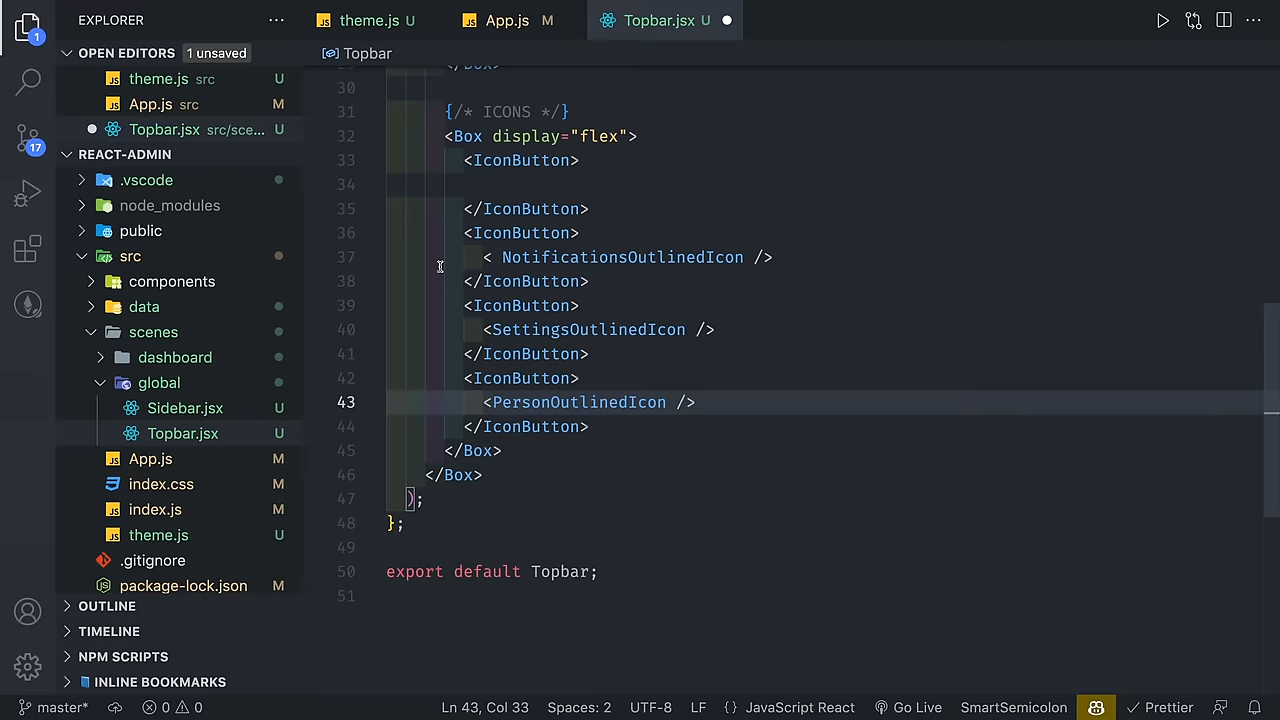 EXPLORER
theme.js U
App.js M
Topbar.jsx U
OPEN EDITORS 1 unsaved
theme.js src U
App.js src M
Topbar.jsx src/sce... U
REACT-ADMIN
.vscode
node_modules
public
src
components
data
scenes
dashboard
global
Sidebar.jsx U
Topbar.jsx U
App.js M
index.css M
index.js M
theme.js U
.gitignore
package-lock.json M
OUTLINE
TIMELINE
NPM SCRIPTS
INLINE BOOKMARKS
1
17
Topbar
29 </Box>
30
31 {/* ICONS */}
32 <Box display="flex">
33 <IconButton>
34
35 </IconButton>
36 <IconButton>
37 < NotificationsOutlinedIcon />
38 </IconButton>
39 <IconButton>
40 <SettingsOutlinedIcon />
41 </IconButton>
42 <IconButton>
43 <PersonOutlinedIcon />
44 </IconButton>
45 </Box>
46 </Box>
47 );
48 };
49
50 export default Topbar;
51
master* 0 0 Ln 43, Col 33 Spaces: 2 UTF-8 LF {} JavaScript React Go Live SmartSemicolon Prettier